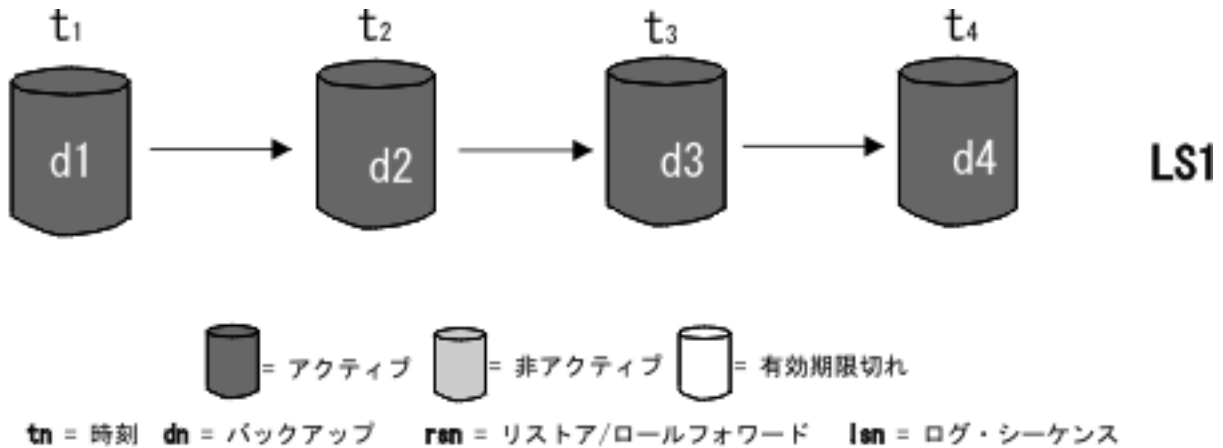 t1 t2 t3 t4
d1 d2 d3 d4 LS1
= アクティブ = 非アクティブ = 有効期限切れ
tn = 時刻 dn = バックアップ rsn = リストア/ロールフォワード lsn = ログ・シーケンス